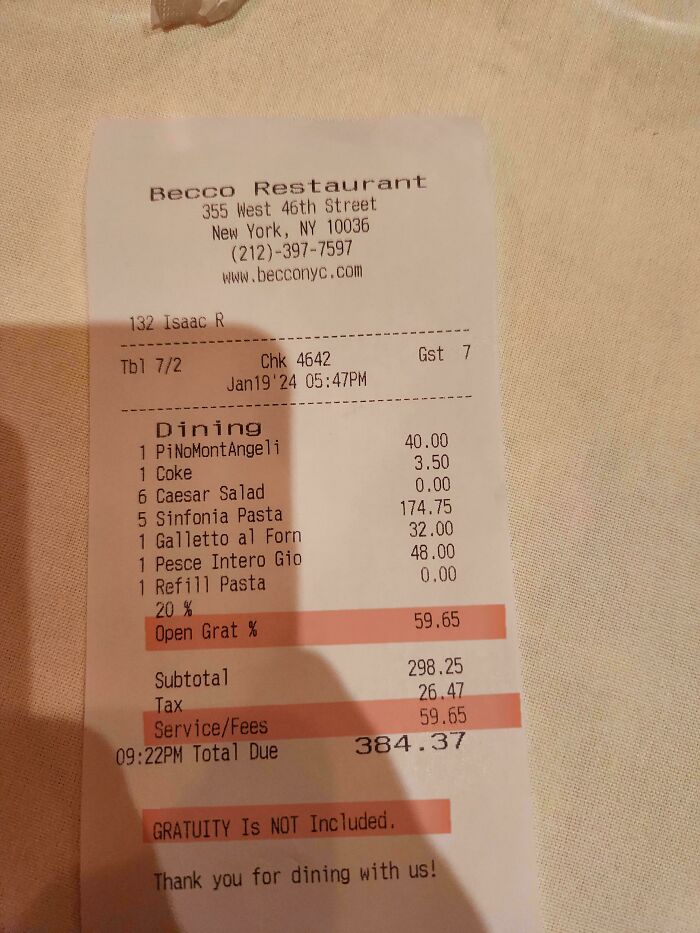 Becco Restaurant
355 West 46th Street
New York, NY 10036
(212)-397-7597
www.becconyc.com
132 Isaac R
Tbl 7/2 Chk 4642 Gst 7
Jan19'24 05:47PM
Dining
1 PiNoMontAngeli 40.00
1 Coke 3.50
6 Caesar Salad 0.00
5 Sinfonia Pasta 174.75
1 Galletto al Forn 32.00
1 Pesce Intero Gio 48.00
1 Refill Pasta 0.00
20 %
Open Grat % 59.65
Subtotal 298.25
Tax 26.47
Service/Fees 59.65
09:22PM Total Due 384.37
GRATUITY Is NOT Included.
Thank you for dining with us!